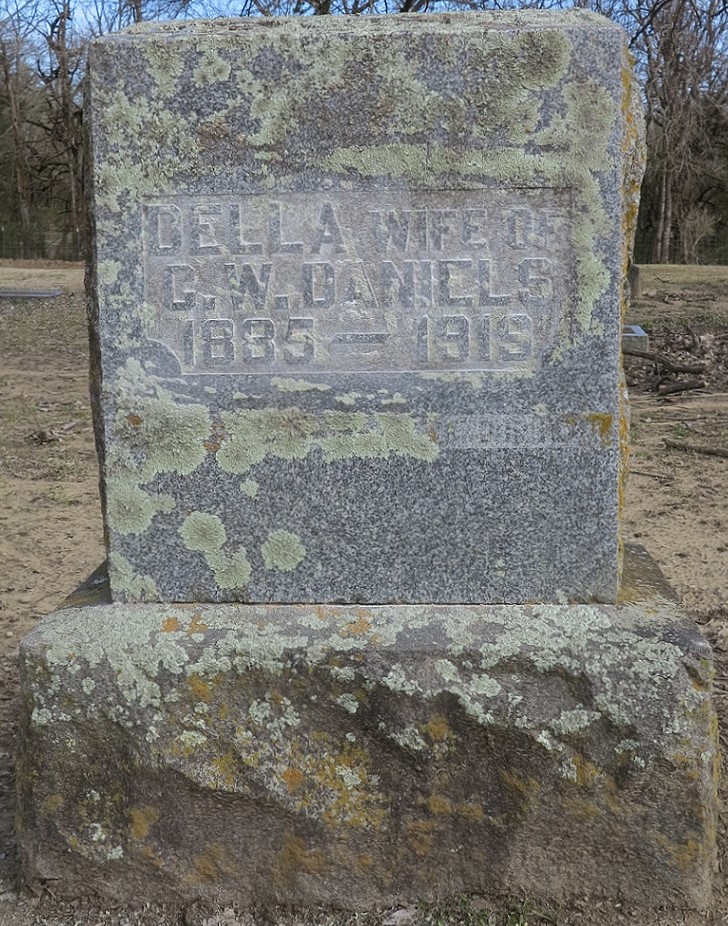 DELLA WIFE OF
C.W. DANIELS
1885 — 1919